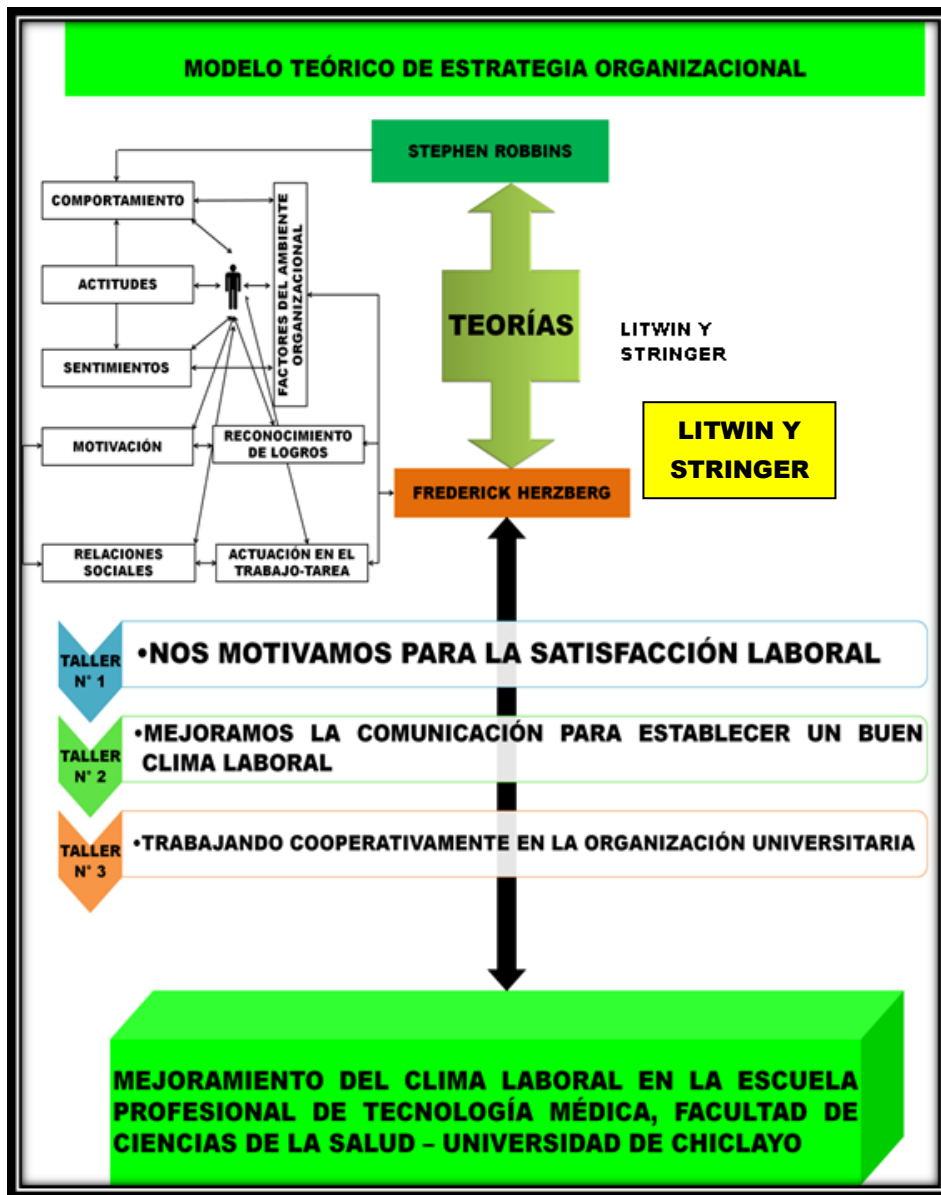 MODELO TEÓRICO DE ESTRATEGIA ORGANIZACIONAL
STEPHEN ROBBINS
COMPORTAMIENTO
ACTITUDES
SENTIMIENTOS
FACTORES DEL AMBIENTE
ORGANIZACIONAL
MOTIVACIÓN
RECONOCIMIENTO
DE LOGROS
RELACIONES
SOCIALES
ACTUACIÓN EN EL
TRABAJO-TAREA
TEORÍAS
LITWIN Y
STRINGER
LITWIN Y
STRINGER
FREDERICK HERZBERG
TALLER
N° 1
•NOS MOTIVAMOS PARA LA SATISFACCIÓN LABORAL
TALLER
N° 2
•MEJORAMOS LA COMUNICACIÓN PARA ESTABLECER UN BUEN
CLIMA LABORAL
TALLER
N° 3
•TRABAJANDO COOPERATIVAMENTE EN LA ORGANIZACIÓN UNIVERSITARIA
MEJORAMIENTO DEL CLIMA LABORAL EN LA ESCUELA
PROFESIONAL DE TECNOLOGÍA MÉDICA, FACULTAD DE
CIENCIAS DE LA SALUD – UNIVERSIDAD DE CHICLAYO